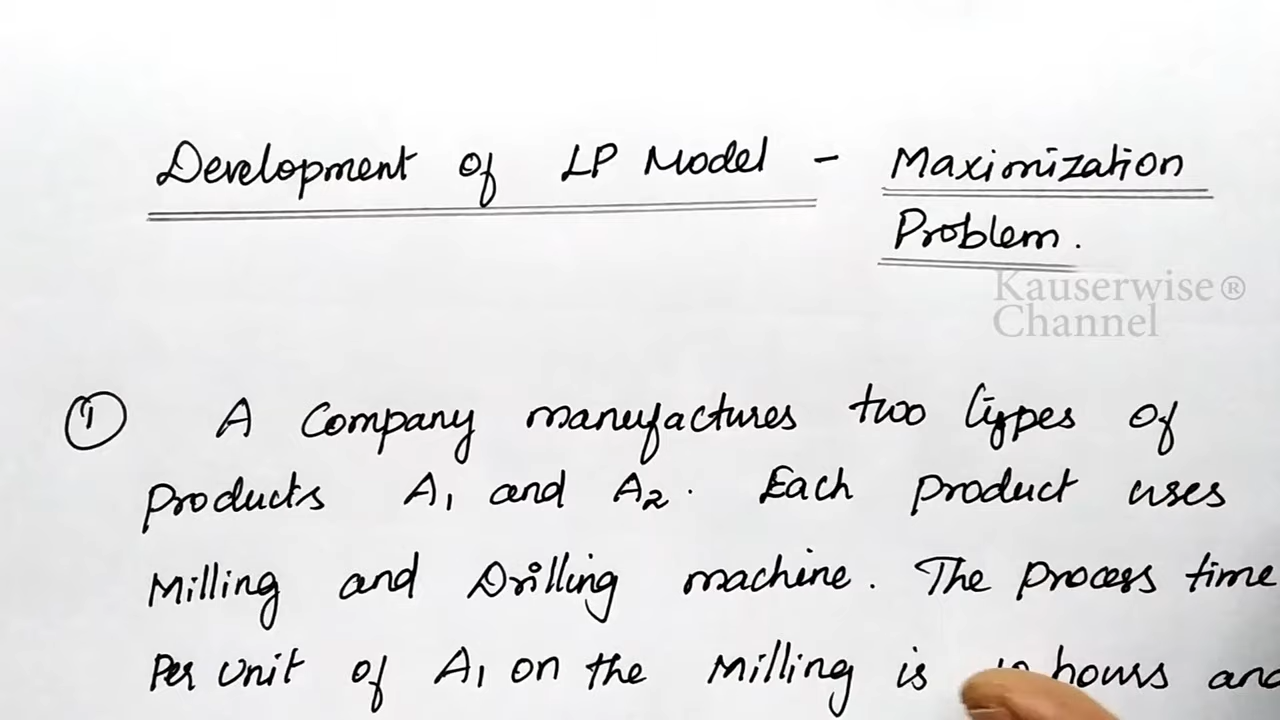 Development of LP Model - Maximization
Problem.
Kauserwise®
Channel
① A Company manufactures two types of
products A₁ and A₂. Each product uses
Milling and Drilling machine. The process time
Per unit of A₁ on the Milling is hours and